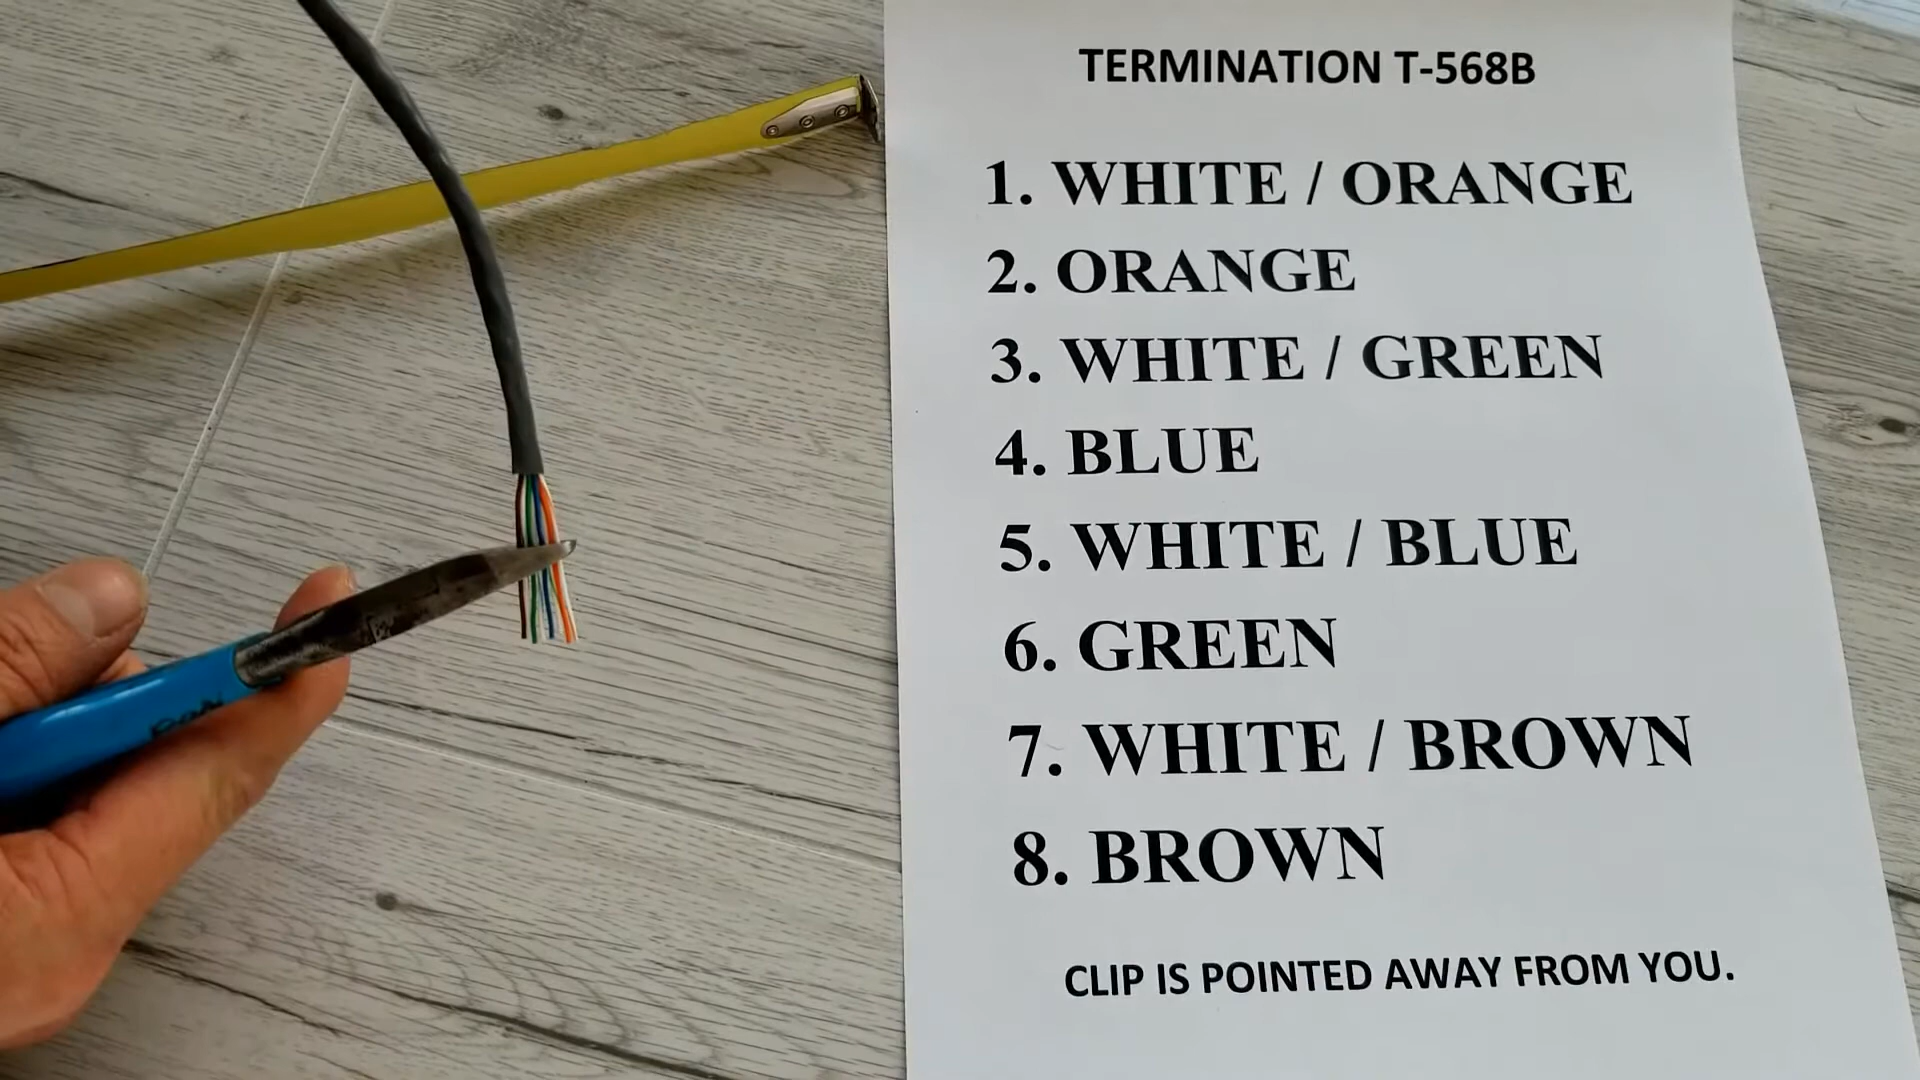 TERMINATION T-568B
1. WHITE / ORANGE
2. ORANGE
3. WHITE / GREEN
4. BLUE
5. WHITE / BLUE
6. GREEN
7. WHITE / BROWN
8. BROWN
CLIP IS POINTED AWAY FROM YOU.